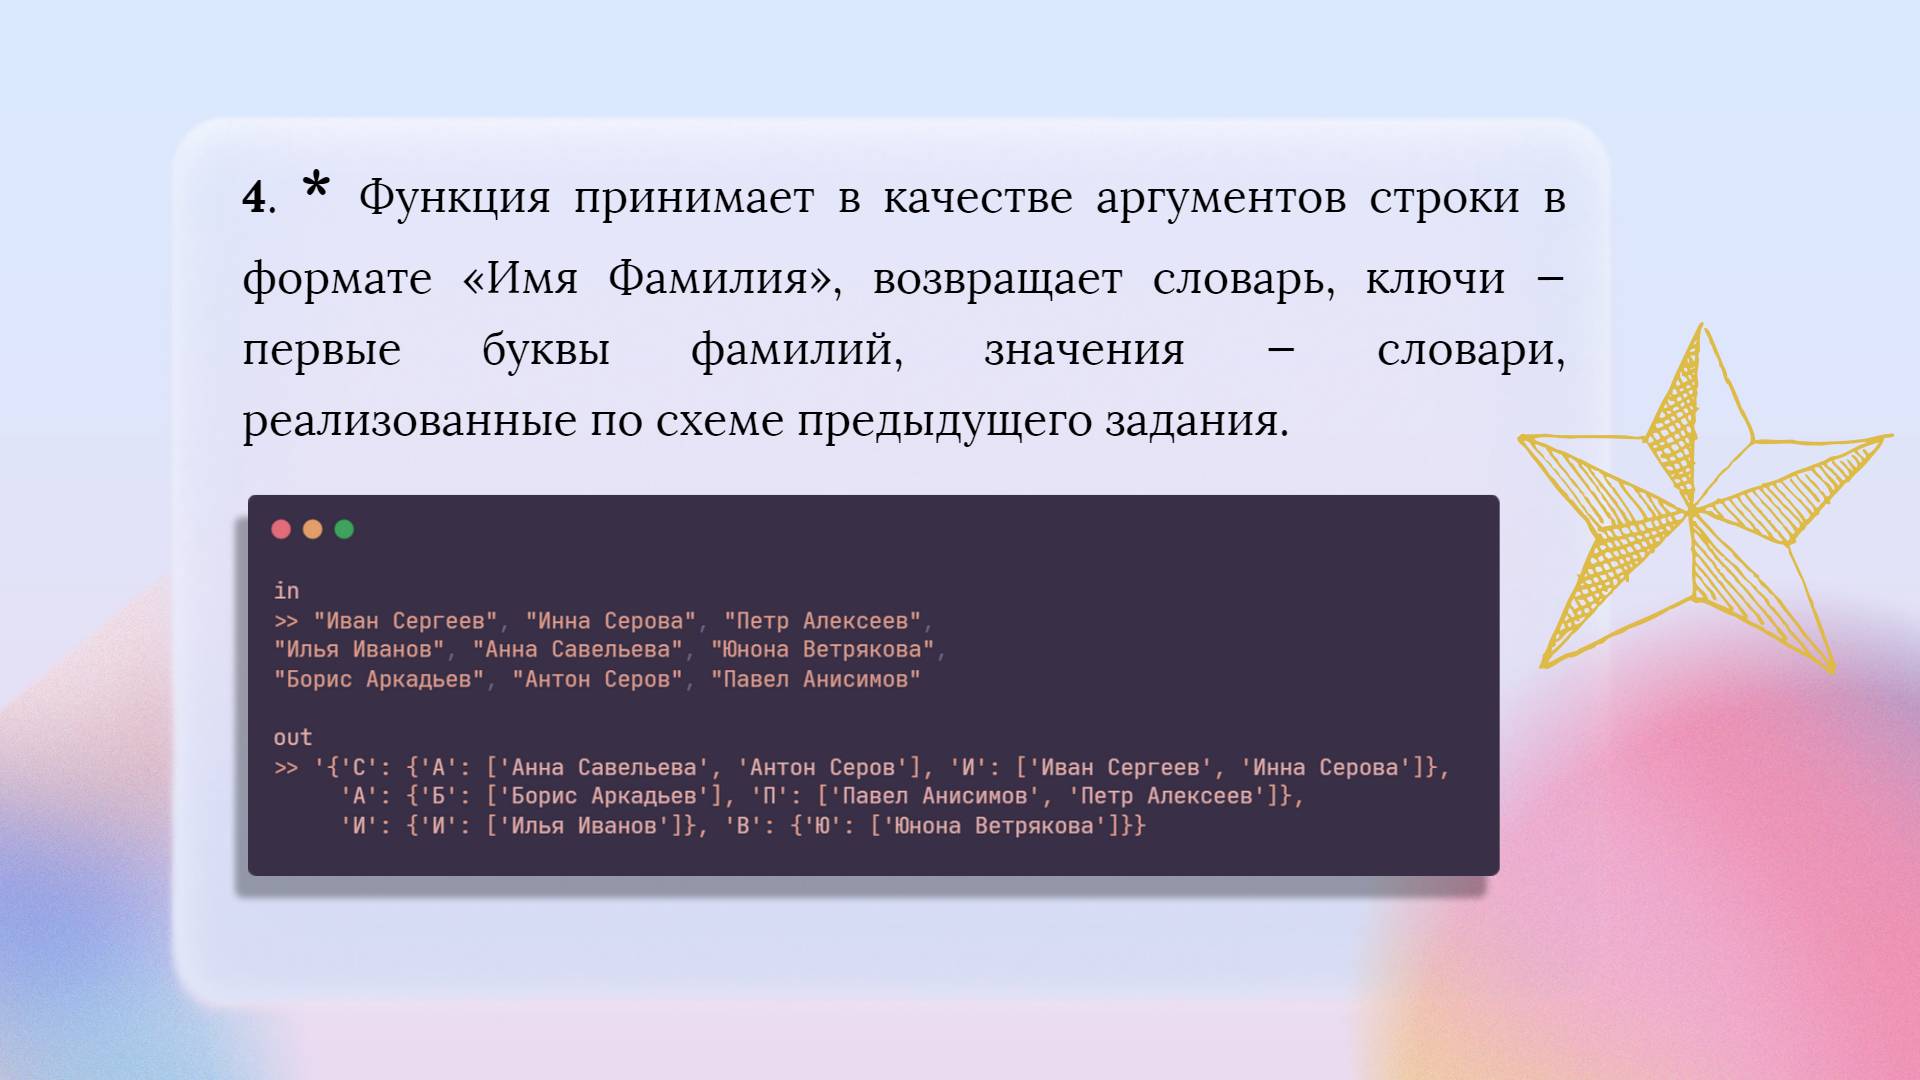 4. * Функция принимает в качестве аргументов строки в
формате «Имя Фамилия», возвращает словарь, ключи –
первые буквы фамилий, значения – словари,
реализованные по схеме предыдущего задания.
in
>> "Иван Сергеев", "Инна Серова", "Петр Алексеев",
"Илья Иванов", "Анна Савельева", "Юнона Ветрякова",
"Борис Аркадьев", "Антон Серов", "Павел Анисимов"
out
>> '{'С': {'А': ['Анна Савельева', 'Антон Серов'], 'И': ['Иван Сергеев', 'Инна Серова']},
'А': {'Б': ['Борис Аркадьев'], 'П': ['Павел Анисимов', 'Петр Алексеев']},
'И': {'И': ['Илья Иванов']}, 'В': {'Ю': ['Юнона Ветрякова']}}